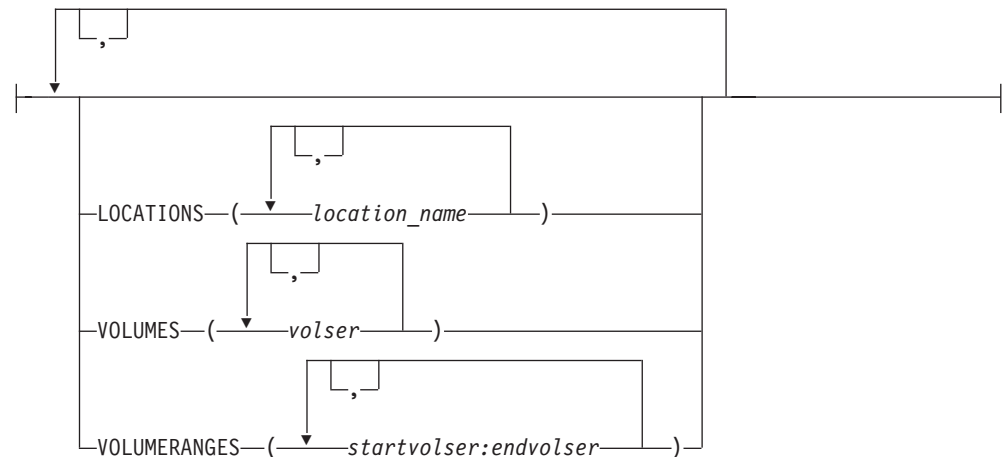 ,
,
LOCATIONS ( location_name )
,
VOLUMES ( volser )
,
VOLUMERANGES ( startvolser:endvolser )